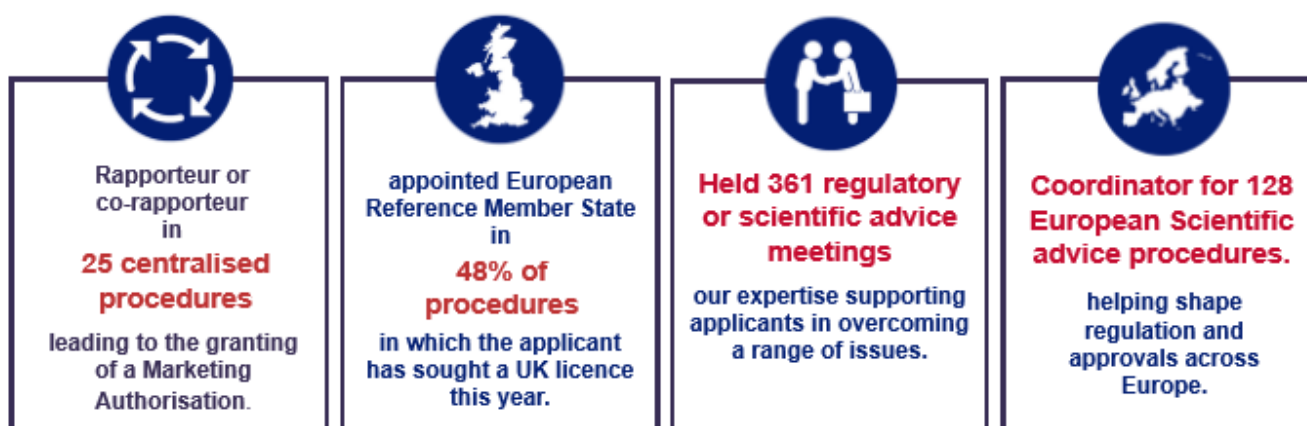 Rapporteur or
co-rapporteur
in
25 centralised
procedures
leading to the granting
of a Marketing
Authorisation.
appointed European
Reference Member State
in
48% of
procedures
in which the applicant
has sought a UK licence
this year.
Held 361 regulatory
or scientific advice
meetings
our expertise supporting
applicants in overcoming
a range of issues.
Coordinator for 128
European Scientific
advice procedures.
helping shape
regulation and
approvals across
Europe.